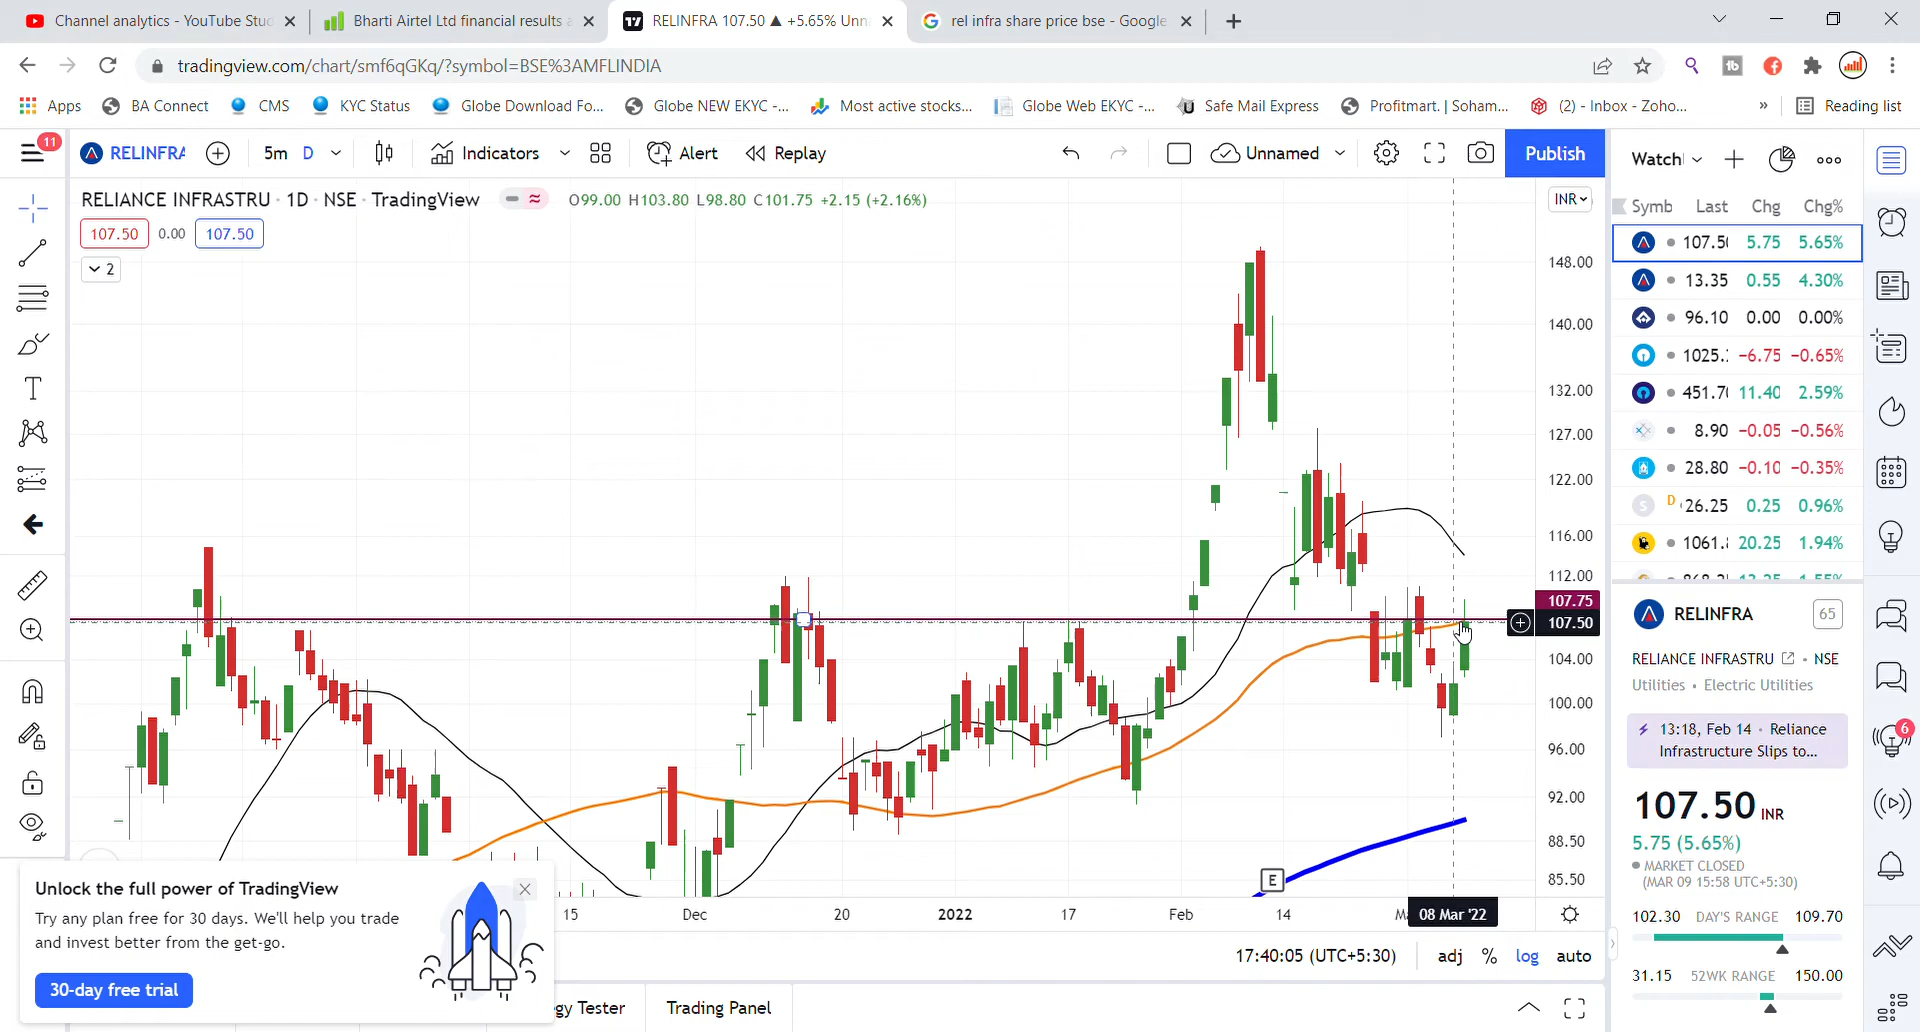 Channel analytics - YouTube Stud
Bharti Airtel Ltd financial results a
RELINFRA 107.50 ▲ +5.65% Unna
rel infra share price bse - Google
tradingview.com/chart/smf6qGKq/?symbol=BSE%3AMFLINDIA
Apps
BA Connect
CMS
KYC Status
Globe Download Fo...
Globe NEW EKYC -...
Most active stocks...
Globe Web EKYC -...
Safe Mail Express
Profitmart. | Soham...
(2) - Inbox - Zoho...
»
Reading list
11
RELINFRA
5m
D
Indicators
Alert
Replay
Unnamed
Publish
RELIANCE INFRASTRU · 1D · NSE · TradingView
O99.00 H103.80 L98.80 C101.75 +2.15 (+2.16%)
107.50
0.00
107.50
2
INR
148.00
140.00
132.00
127.00
122.00
116.00
112.00
107.75
107.50
104.00
100.00
96.00
92.00
88.50
85.50
E
15
Dec
20
2022
17
Feb
14
08 Mar '22
17:40:05 (UTC+5:30)
adj
%
log
auto
gy Tester
Trading Panel
Unlock the full power of TradingView
Try any plan free for 30 days. We'll help you trade
and invest better from the get-go.
30-day free trial
Watch
Symb Last Chg Chg%
107.50 5.75 5.65%
13.35 0.55 4.30%
96.10 0.00 0.00%
1025. −6.75 −0.65%
451.70 11.40 2.59%
8.90 −0.05 −0.56%
28.80 −0.10 −0.35%
S D 26.25 0.25 0.96%
1061. 20.25 1.94%
RELINFRA
65
RELIANCE INFRASTRU • NSE
Utilities • Electric Utilities
13:18, Feb 14 • Reliance
Infrastructure Slips to...
107.50 INR
5.75 (5.65%)
MARKET CLOSED
(MAR 09 15:58 UTC+5:30)
102.30 DAY'S RANGE 109.70
31.15 52WK RANGE 150.00
6